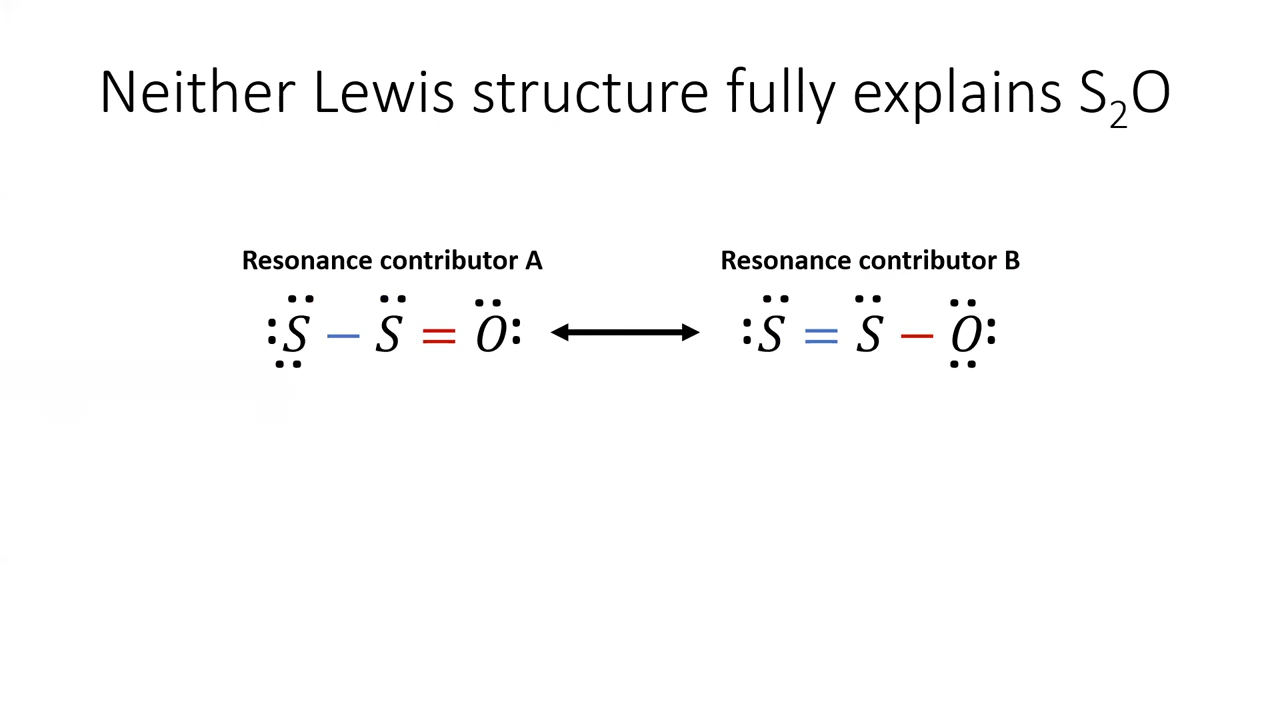 Neither Lewis structure fully explains S₂O
Resonance contributor A
Resonance contributor B
S – S = O
S = S – O